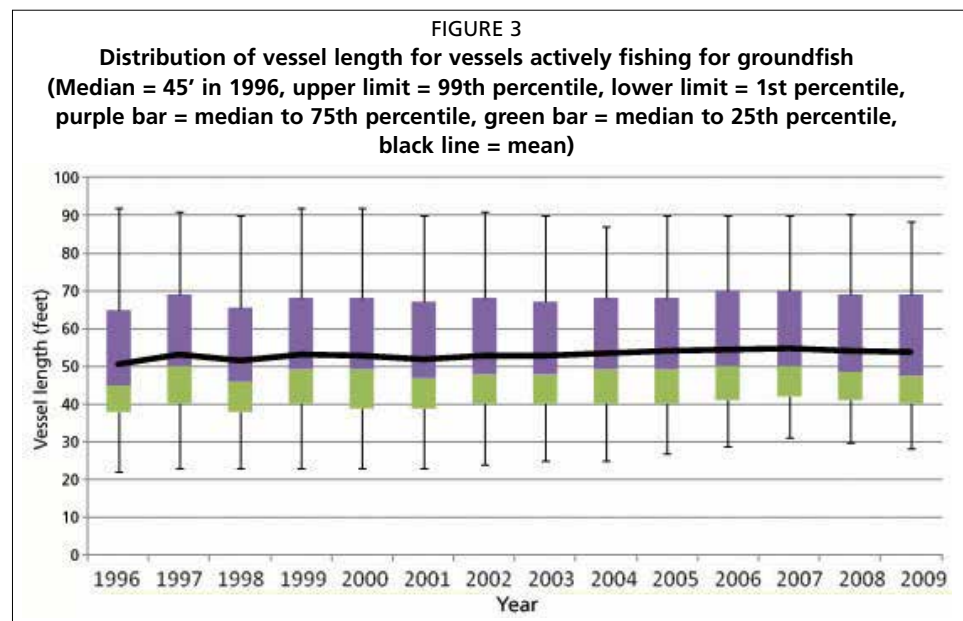 FIGURE 3
Distribution of vessel length for vessels actively fishing for groundfish
(Median = 45’ in 1996, upper limit = 99th percentile, lower limit = 1st percentile,
purple bar = median to 75th percentile, green bar = median to 25th percentile,
black line = mean)
Vessel length (feet)
100
90
80
70
60
50
40
30
20
10
0
1996 1997 1998 1999 2000 2001 2002 2003 2004 2005 2006 2007 2008 2009
Year